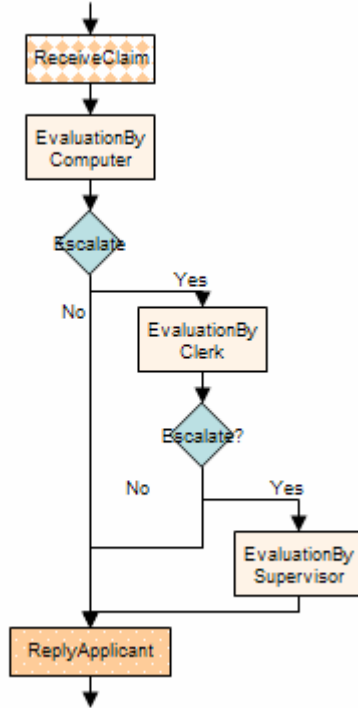 ReceiveClaim
EvaluationBy
Computer
Escalate
Yes
No
EvaluationBy
Clerk
Escalate?
No
Yes
EvaluationBy
Supervisor
ReplyApplicant